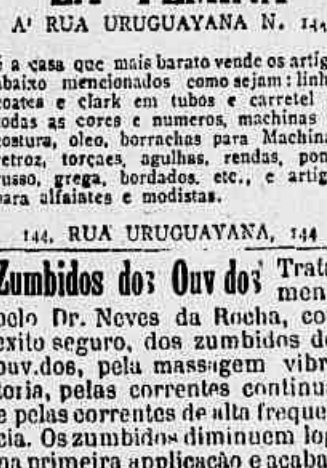 A' RUA URUGUAYANA N. 144
é a casa que mais barato vende os artig
abaixo mencionados como sejam: linh
coates e clark em tubos e carretel
todas as cores e numeros, machinas
costura, oleo, borrachas para Machina
retroz, torçaes, agulhas, rendas, pon
russo, grega, bordados, etc., e artig
para alfaiates e modistas.
144, RUA URUGUAYANA, 144
Zumbidos dos Ouv dos Trata
men
pelo Dr. Neves da Rocha, co
exito seguro, dos zumbidos do
ouv.dos, pela massagem vibr
toria, pelas correntes continu
e pelas correntes de alta freque
cia. Os zumbidos diminuem lo
na primeira applicação e acaba